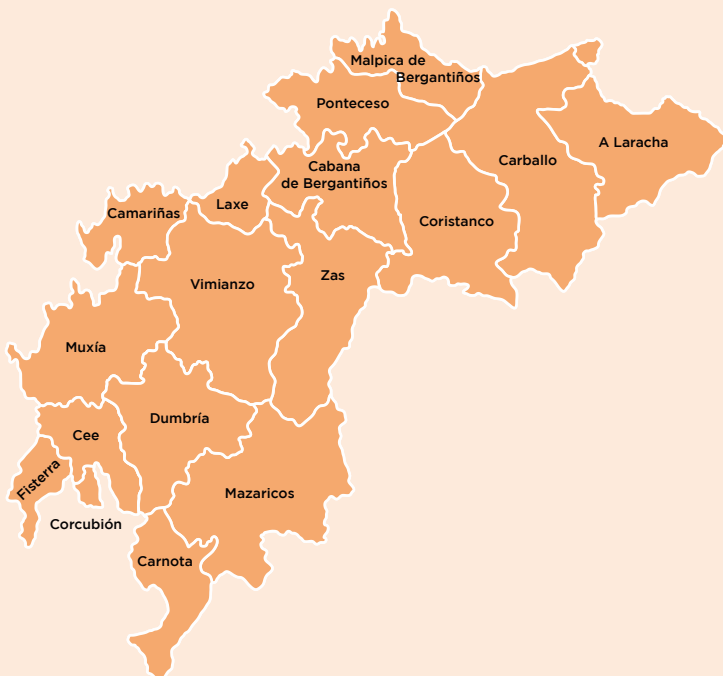 Malpica de
Bergantiños
Ponteceso
A Laracha
Carballo
Cabana
de Bergantiños
Laxe
Camariñas
Coristanco
Zas
Vimianzo
Muxía
Dumbría
Cee
Fisterra
Mazaricos
Corcubión
Carnota